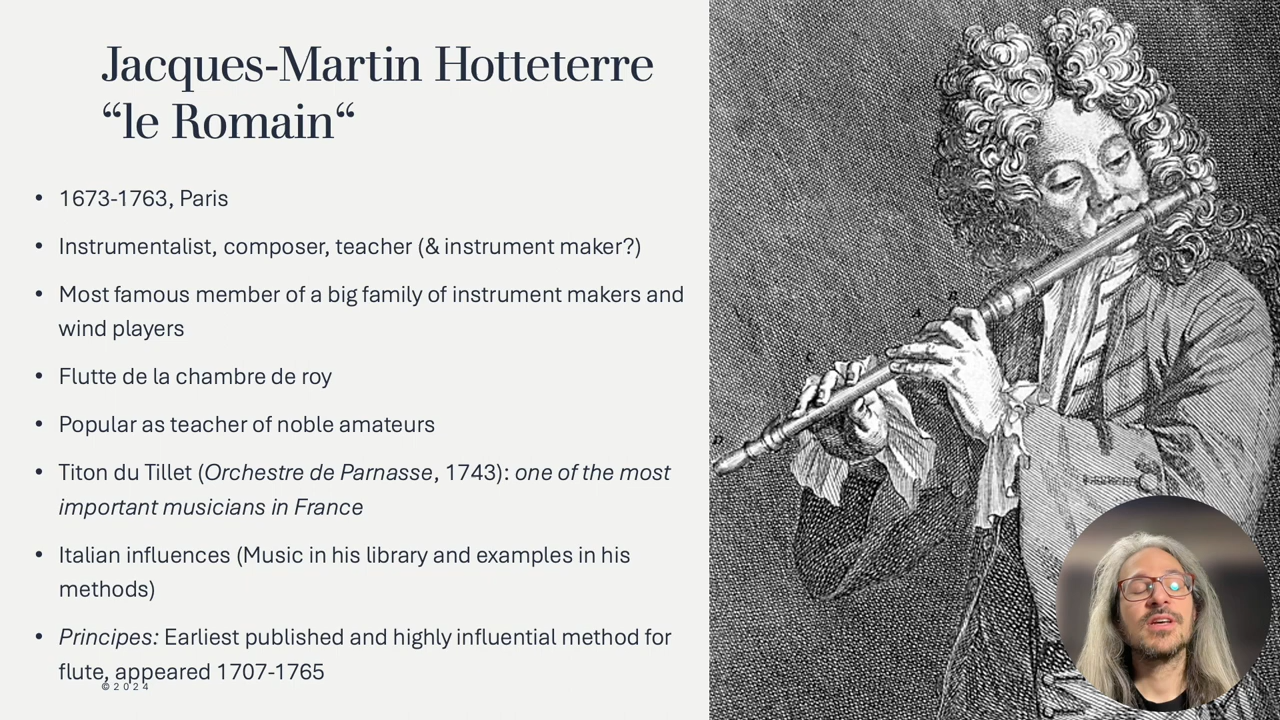 Jacques-Martin Hotteterre
“le Romain“
• 1673-1763, Paris
• Instrumentalist, composer, teacher (& instrument maker?)
• Most famous member of a big family of instrument makers and
wind players
• Flutte de la chambre de roy
• Popular as teacher of noble amateurs
• Titon du Tillet (Orchestre de Parnasse, 1743): one of the most
important musicians in France
• Italian influences (Music in his library and examples in his
methods)
• Principes: Earliest published and highly influential method for
flute, appeared 1707-1765
©2024
B
A
C
D